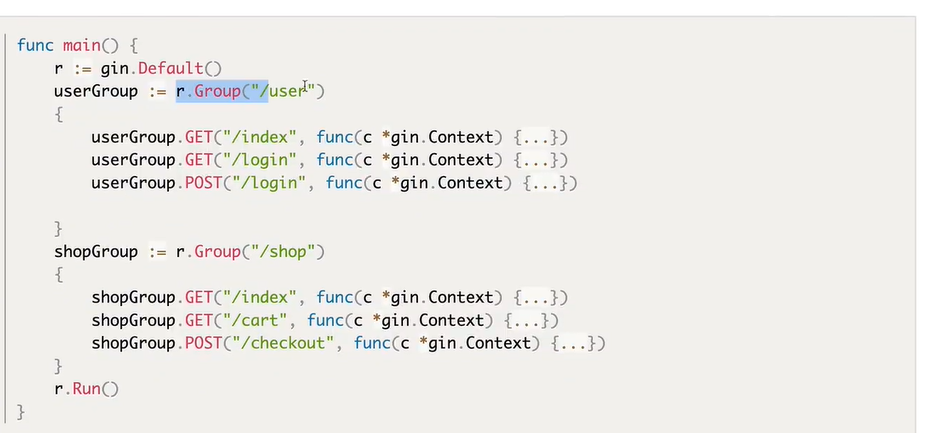 func main() {
    r := gin.Default()
    userGroup := r.Group("/user")
    {
        userGroup.GET("/index", func(c *gin.Context) {...})
        userGroup.GET("/login", func(c *gin.Context) {...})
        userGroup.POST("/login", func(c *gin.Context) {...})
    }
    shopGroup := r.Group("/shop")
    {
        shopGroup.GET("/index", func(c *gin.Context) {...})
        shopGroup.GET("/cart", func(c *gin.Context) {...})
        shopGroup.POST("/checkout", func(c *gin.Context) {...})
    }
    r.Run()
}